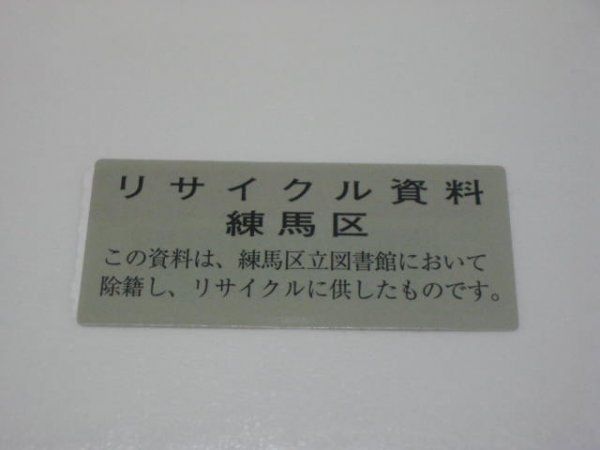 リサイクル資料
練馬区
この資料は、練馬区立図書館において
除籍し、リサイクルに供したものです。